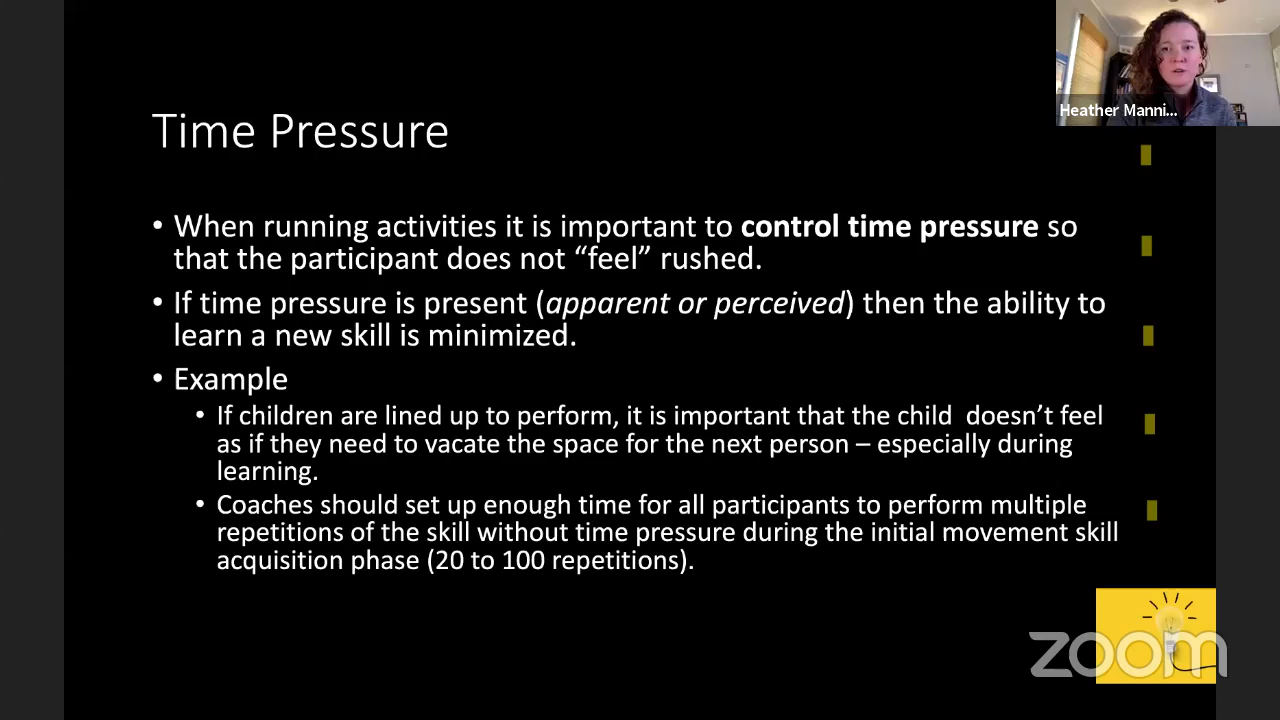 Heather Manni...
Time Pressure
• When running activities it is important to control time pressure so
that the participant does not “feel” rushed.
• If time pressure is present (apparent or perceived) then the ability to
learn a new skill is minimized.
• Example
• If children are lined up to perform, it is important that the child  doesn’t feel
as if they need to vacate the space for the next person – especially during
learning.
• Coaches should set up enough time for all participants to perform multiple
repetitions of the skill without time pressure during the initial movement skill
acquisition phase (20 to 100 repetitions).
zoom